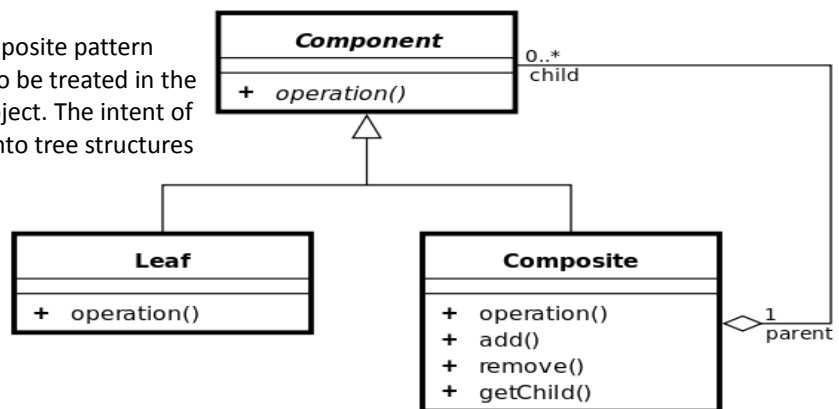 posite pattern
o be treated in the
ject. The intent of
nto tree structures
Component
+ operation()
0..*
child
Leaf
+ operation()
Composite
+ operation()
+ add()
+ remove()
+ getChild()
1
parent